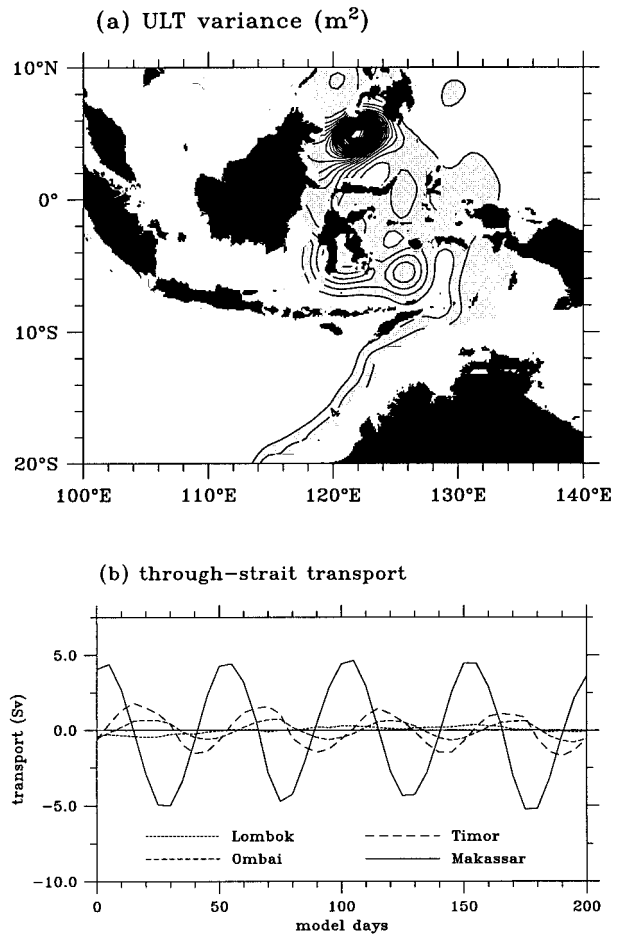 (a) ULT variance (m²)
10°N
0°
10°S
20°S
100°E 110°E 120°E 130°E 140°E
4
(b) through-strait transport
transport (Sv)
5.0
0.0
-5.0
-10.0
Lombok
Timor
Ombai
Makassar
0 50 100 150 200
model days